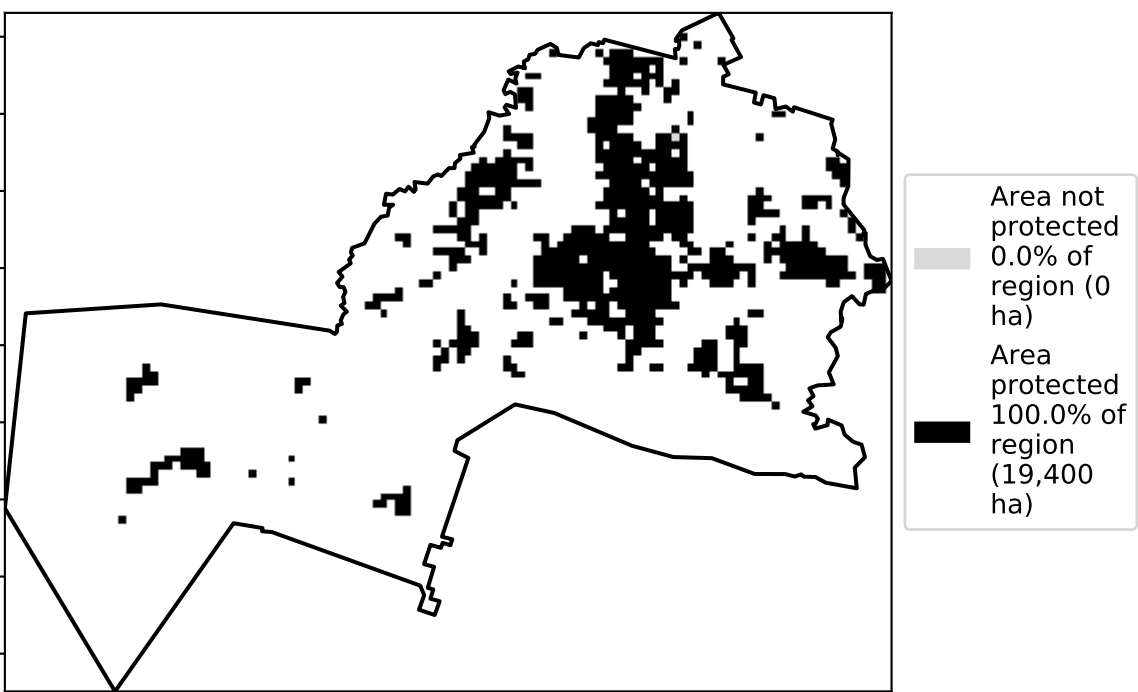 Area not
protected
0.0% of
region (0
ha)
Area
protected
100.0% of
region
(19,400
ha)